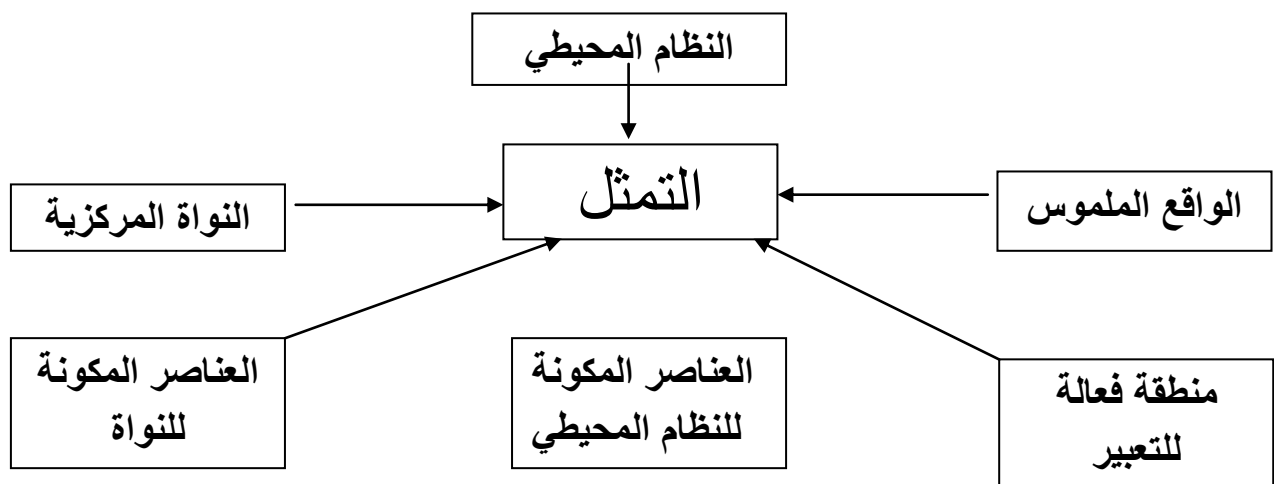 النظام المحيطي
التمثل
الواقع الملموس
النواة المركزية
منطقة فعالة
للتعبير
العناصر المكونة
للنظام المحيطي
العناصر المكونة
للنواة